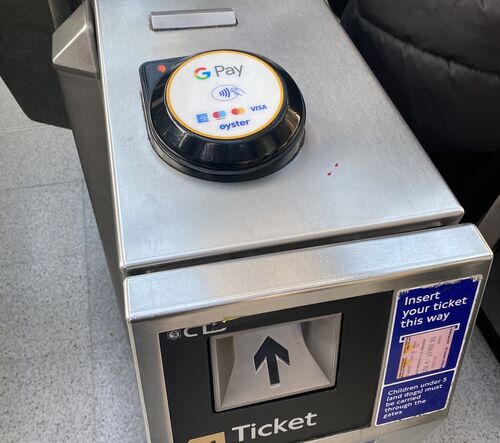 G Pay
VISA
oyster
Insert
your ticket
this way
Children under 5
(and dogs) must
be carried
through the
gates
Ticket